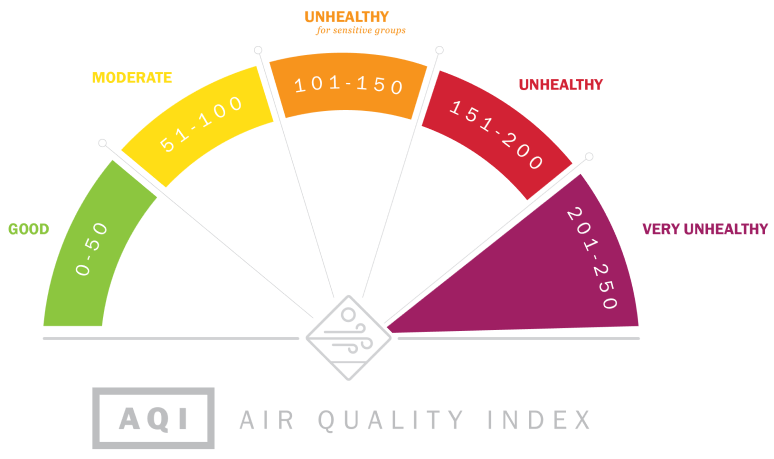 UNHEALTHY
for sensitive groups
MODERATE
UNHEALTHY
101-150
51-100
151-200
GOOD
0-50
201-250
VERY UNHEALTHY
AQI AIR QUALITY INDEX